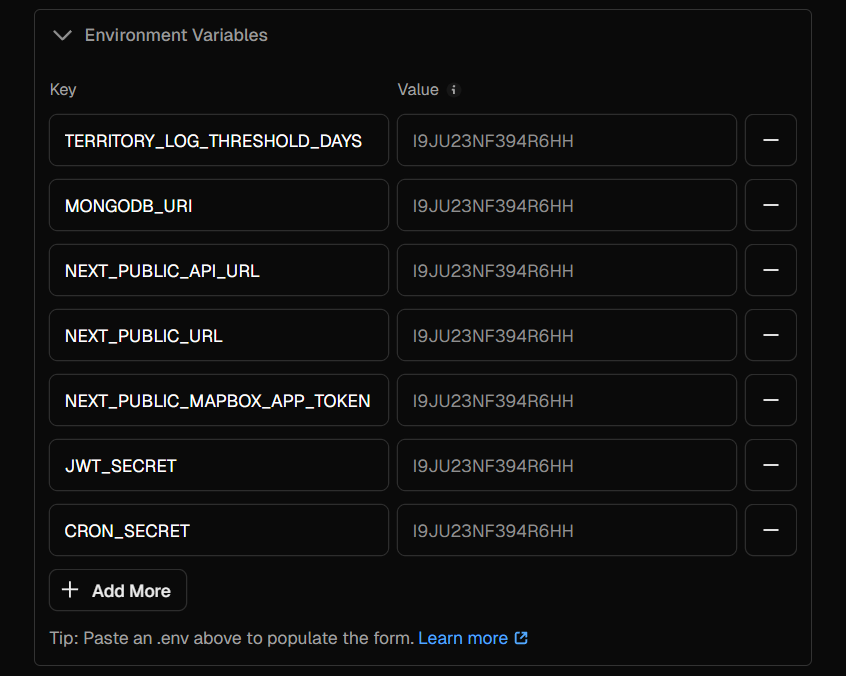 Environment Variables
Key Value
TERRITORY_LOG_THRESHOLD_DAYS I9JU23NF394R6HH
MONGODB_URI I9JU23NF394R6HH
NEXT_PUBLIC_API_URL I9JU23NF394R6HH
NEXT_PUBLIC_URL I9JU23NF394R6HH
NEXT_PUBLIC_MAPBOX_APP_TOKEN I9JU23NF394R6HH
JWT_SECRET I9JU23NF394R6HH
CRON_SECRET I9JU23NF394R6HH
Add More
Tip: Paste an .env above to populate the form. Learn more